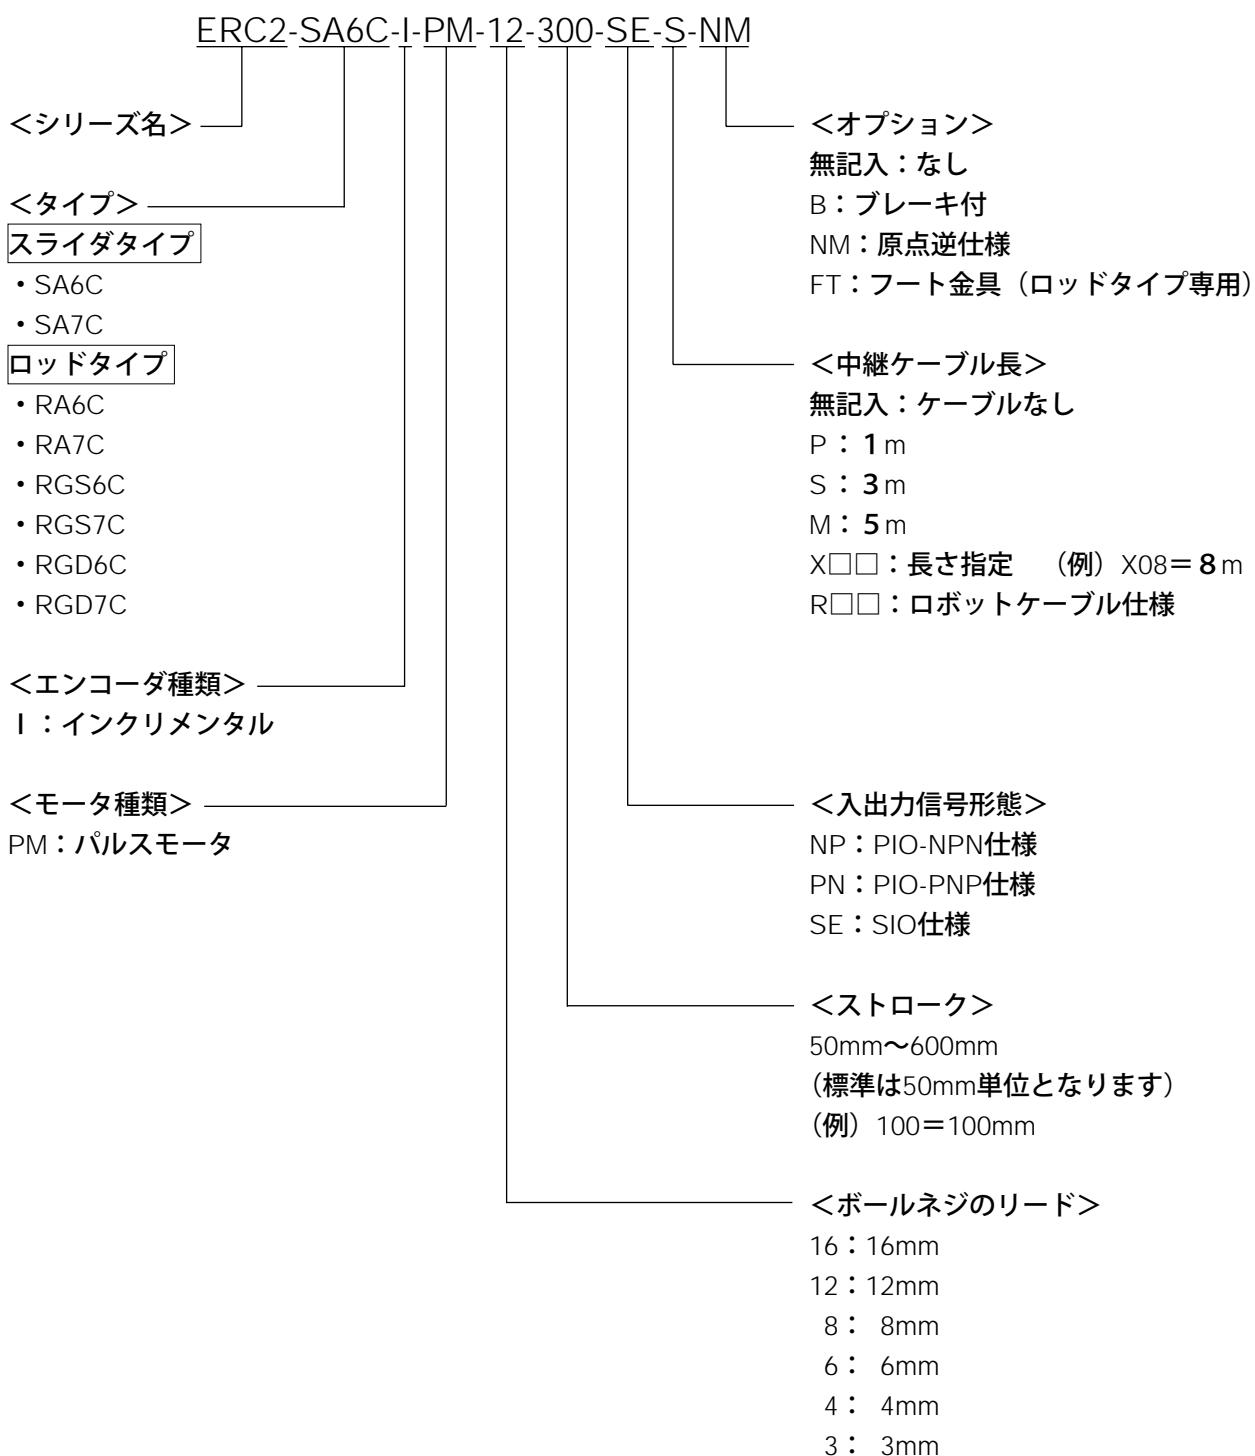 ERC2-SA6C-I-PM-12-300-SE-S-NM
<シリーズ名>
<タイプ>
スライダタイプ
・SA6C
・SA7C
ロッドタイプ
・RA6C
・RA7C
・RGS6C
・RGS7C
・RGD6C
・RGD7C
<エンコーダ種類>
I:インクリメンタル
<モータ種類>
PM:パルスモータ
<オプション>
無記入:なし
B:ブレーキ付
NM:原点逆仕様
FT:フート金具(ロッドタイプ専用)
<中継ケーブル長>
無記入:ケーブルなし
P:1m
S:3m
M:5m
X□□:長さ指定 (例)X08=8m
R□□:ロボットケーブル仕様
<入出力信号形態>
NP:PIO-NPN仕様
PN:PIO-PNP仕様
SE:SIO仕様
<ストローク>
50mm〜600mm
(標準は50mm単位となります)
(例)100=100mm
<ボールネジのリード>
16:16mm
12:12mm
8: 8mm
6: 6mm
4: 4mm
3: 3mm